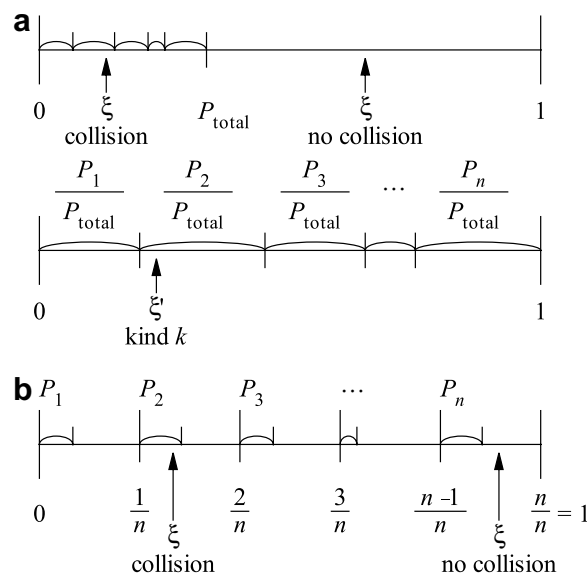 a
0 ξ P_total ξ 1
collision no collision
P_1/P_total P_2/P_total P_3/P_total ... P_n/P_total
0 ξ' 1
kind k
b P_1 P_2 P_3 ... P_n
0 1/n 2/n 3/n n-1/n n/n = 1
ξ ξ
collision no collision